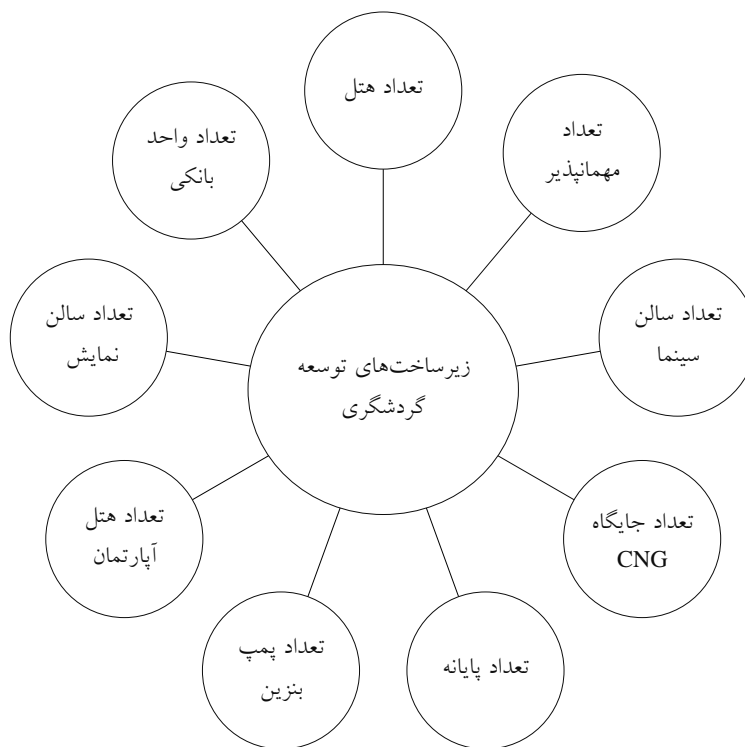 تعداد هتل
تعداد
مهمانپذیر
تعداد سالن
سینما
تعداد جایگاه
CNG
تعداد پایانه
تعداد پمپ
بنزین
تعداد هتل
آپارتمان
تعداد سالن
نمایش
تعداد واحد
بانکی
زیرساخت‌های توسعه
گردشگری